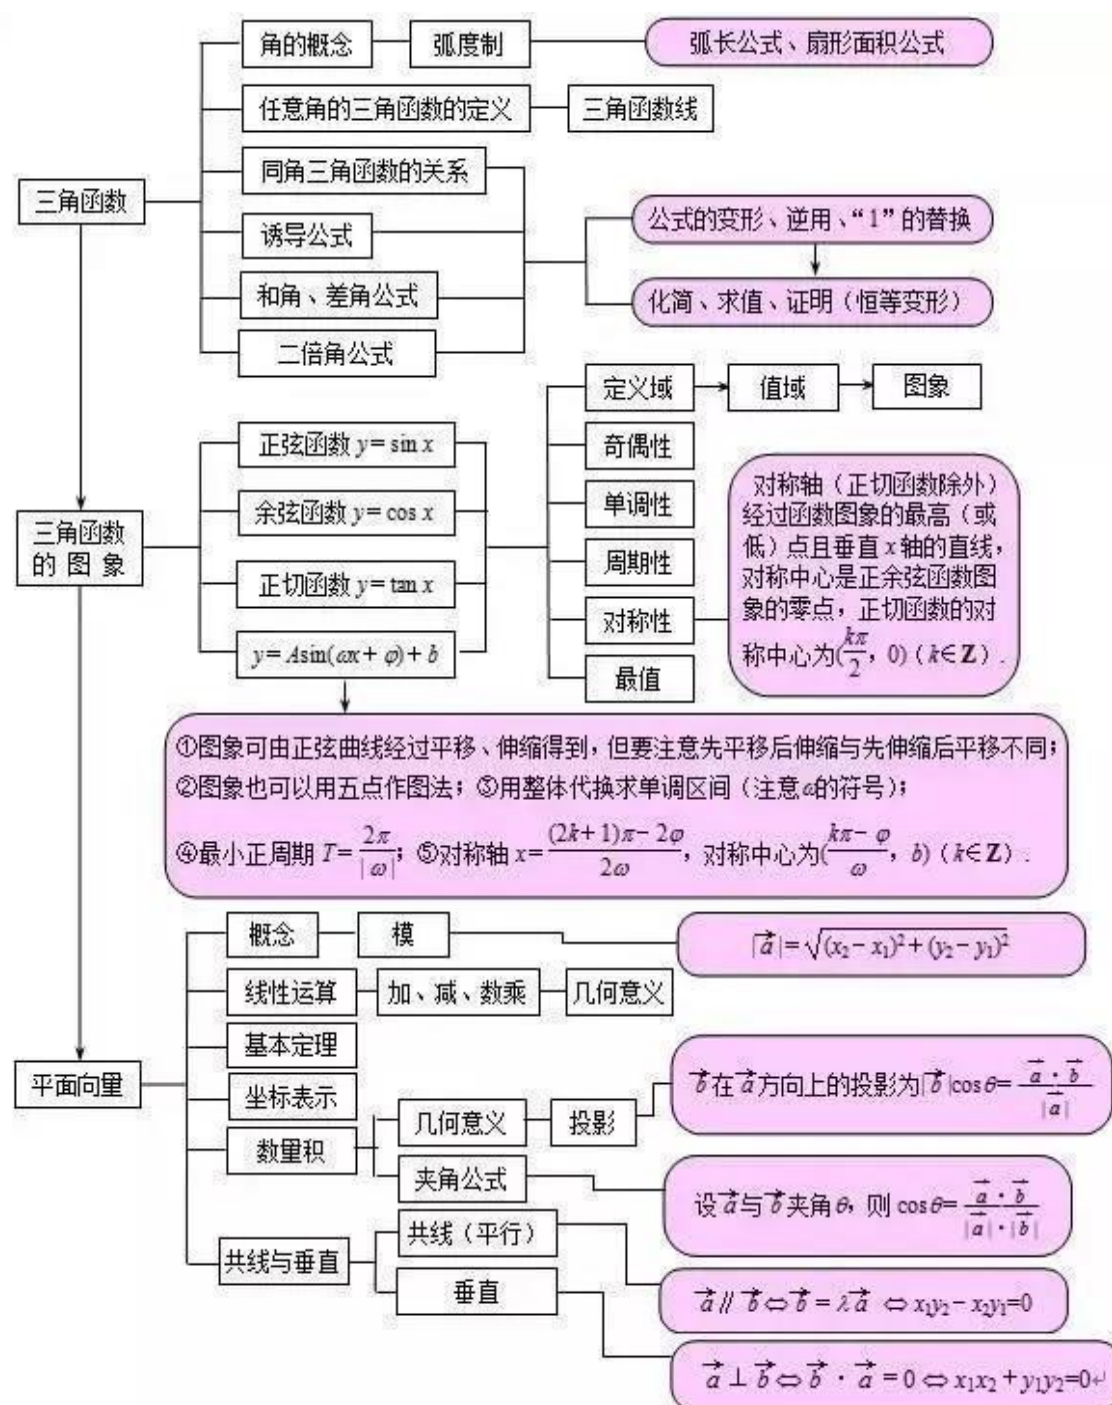 角的概念
弧度制
弧长公式、扇形面积公式
任意角的三角函数的定义
三角函数线
同角三角函数的关系
三角函数
诱导公式
公式的变形、逆用、“1”的替换
和角、差角公式
化简、求值、证明（恒等变形）
二倍角公式
定义域
值域
图象
正弦函数 y= sin x
奇偶性
余弦函数 y= cos x
单调性
三角函数
的 图 象
周期性
正切函数 y= tan x
对称性
y= Asin(ωx+ φ)+ b
最值
对称轴（正切函数除外）
经过函数图象的最高（或
低）点且垂直 x 轴的直线，
对称中心是正余弦函数图
象的零点，正切函数的对
称中心为(kπ/2，0)（k∈Z）.
①图象可由正弦曲线经过平移、伸缩得到，但要注意先平移后伸缩与先伸缩后平移不同；
②图象也可以用五点作图法；③用整体代换求单调区间（注意ω的符号）；
④最小正周期 T=2π/|ω|；⑤对称轴 x=((2k+1)π-2φ)/2ω，对称中心为((kπ-φ)/ω，b)（k∈Z）.
概念
模
|a⃗|=√((x₂-x₁)²+(y₂-y₁)²)
线性运算
加、减、数乘
几何意义
基本定理
平面向量
坐标表示
b⃗在a⃗方向上的投影为|b⃗|cosθ=(a⃗·b⃗)/|a⃗|
数量积
几何意义
投影
夹角公式
设a⃗与b⃗夹角θ，则 cosθ=(a⃗·b⃗)/(|a⃗|·|b⃗|)
共线与垂直
共线（平行）
a⃗∥b⃗⇔b⃗=λa⃗ ⇔x₁y₂-x₂y₁=0
垂直
a⃗⊥b⃗⇔b⃗·a⃗=0⇔x₁x₂+y₁y₂=0↵